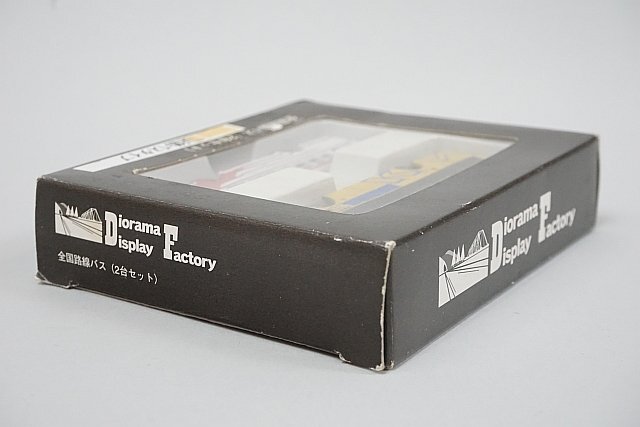 Diorama
Display Factory
全国路線バス (2台セット)
Diorama
Display Factory